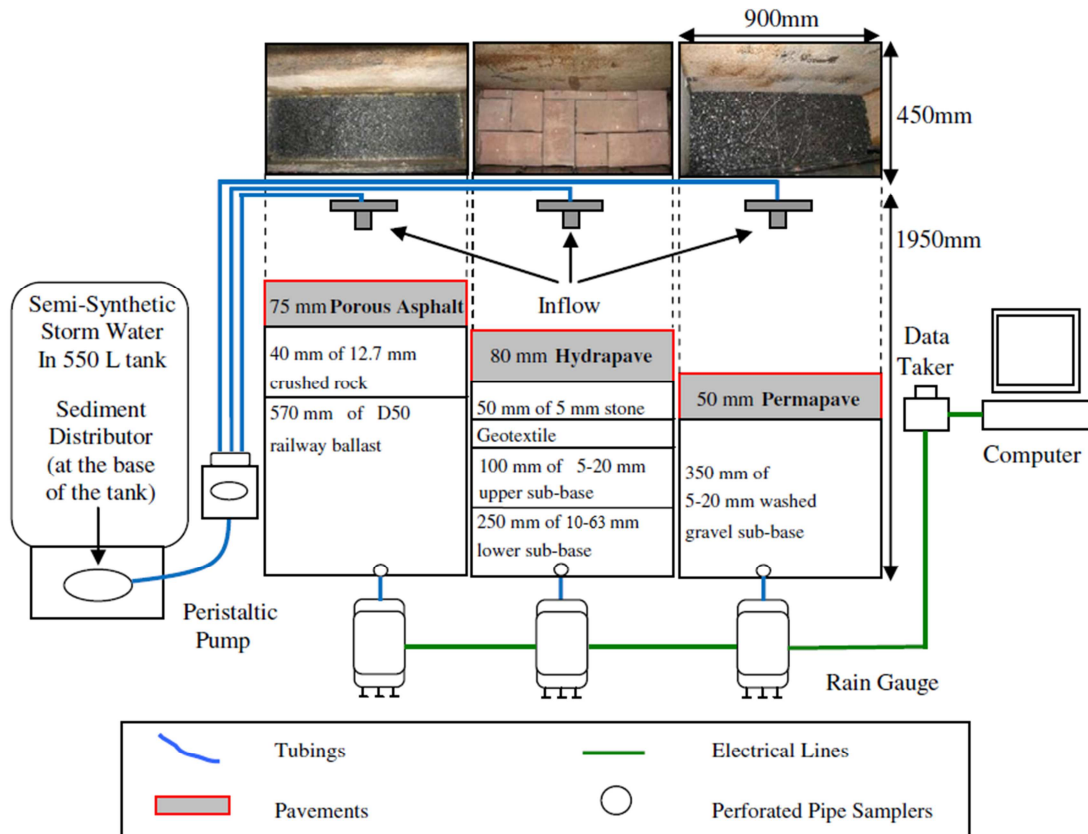 900mm
450mm
1950mm
Inflow
Semi-Synthetic
Storm Water
In 550 L tank
Sediment
Distributor
(at the base
of the tank)
Peristaltic
Pump
75 mm Porous Asphalt
40 mm of 12.7 mm
crushed rock
570 mm of D50
railway ballast
80 mm Hydrapave
50 mm of 5 mm stone
Geotextile
100 mm of 5-20 mm
upper sub-base
250 mm of 10-63 mm
lower sub-base
50 mm Permapave
350 mm of
5-20 mm washed
gravel sub-base
Data
Taker
Computer
Rain Gauge
Tubings
Electrical Lines
Pavements
Perforated Pipe Samplers